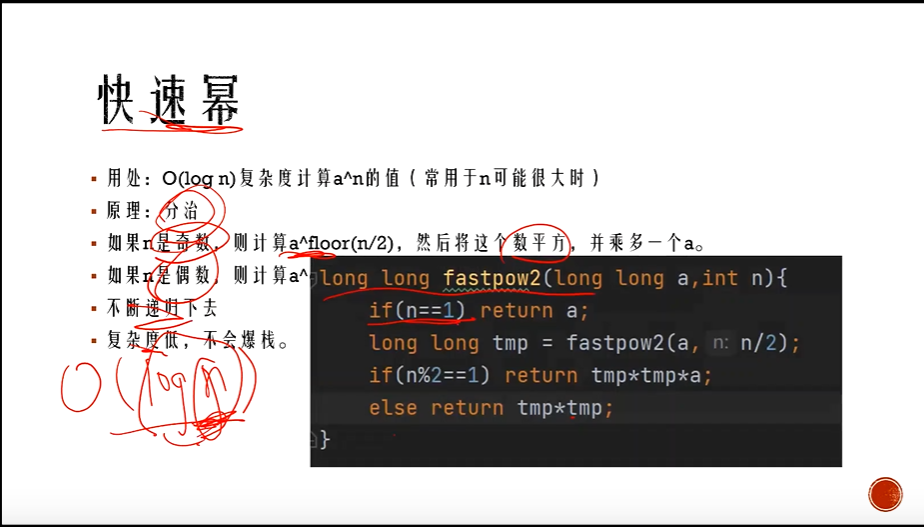 快速幂
用处：O(log n)复杂度计算a^n的值（常用于n可能很大时）
原理：分治
如果n是奇数，则计算a^floor(n/2)，然后将这个数平方，并乘多一个a。
如果n是偶数，则计算a^
不断递归下去
复杂度低，不会爆栈。
O(log n)
long long fastpow2(long long a,int n){
if(n==1) return a;
long long tmp = fastpow2(a, n: n/2);
if(n%2==1) return tmp*tmp*a;
else return tmp*tmp;
}